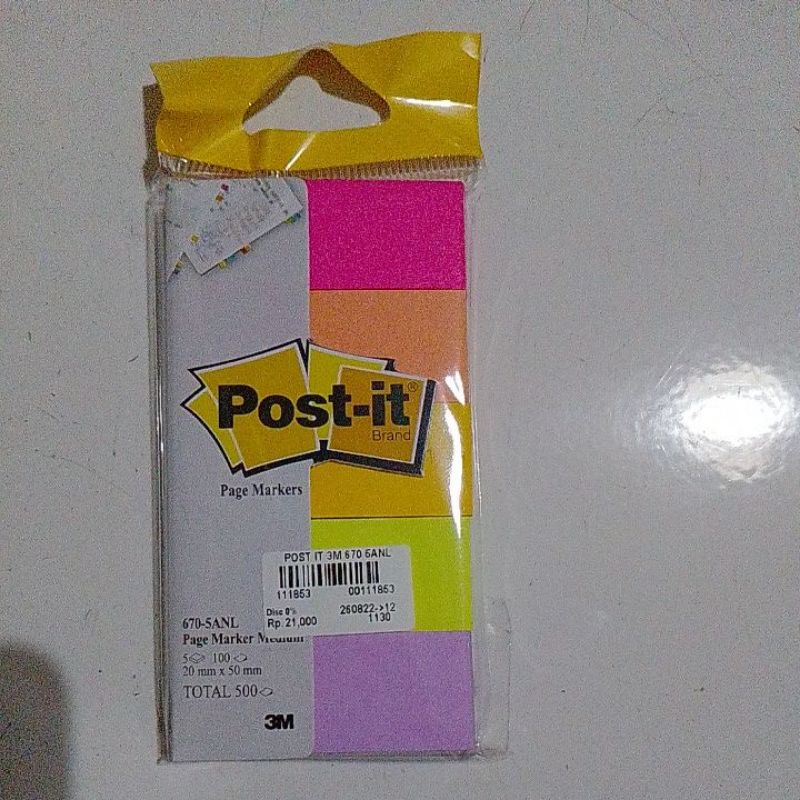 Post-it®
Brand
Page Markers
POST IT 3M 670 5ANL
111853 00111853
Disc 0% 260822->12
Rp. 21,000 1130
670-5ANL
Page Marker Medium
5 100
20 mm x 50 mm
TOTAL 500
3M